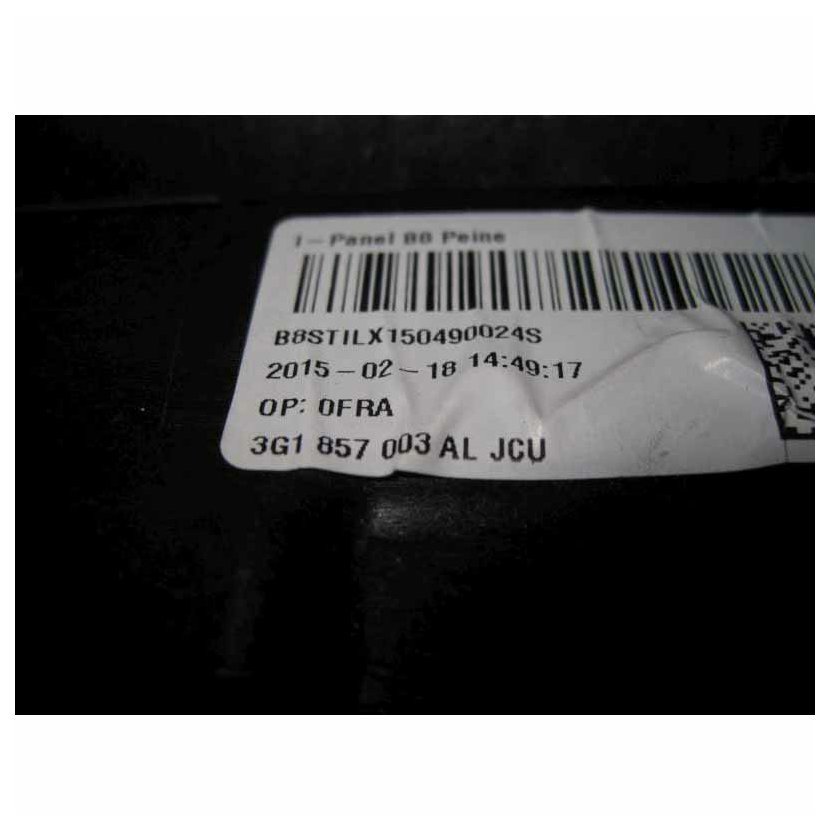 I-Panel B8 Peine
B8STILX150490024S
2015-02-18 14:49:17
OP: 0FRA
3G1 857 003 AL JCU